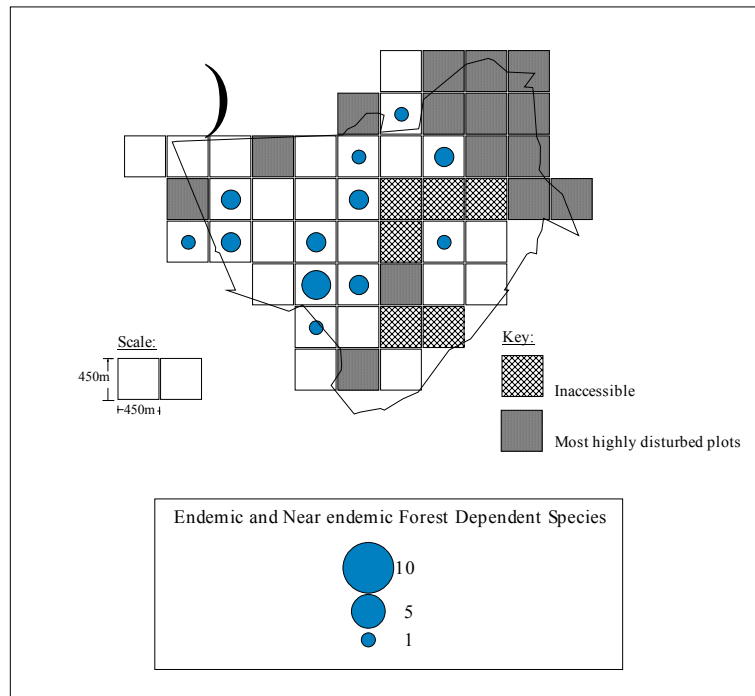 Scale:
450m
450m
Key:
Inaccessible
Most highly disturbed plots
Endemic and Near endemic Forest Dependent Species
10
5
1